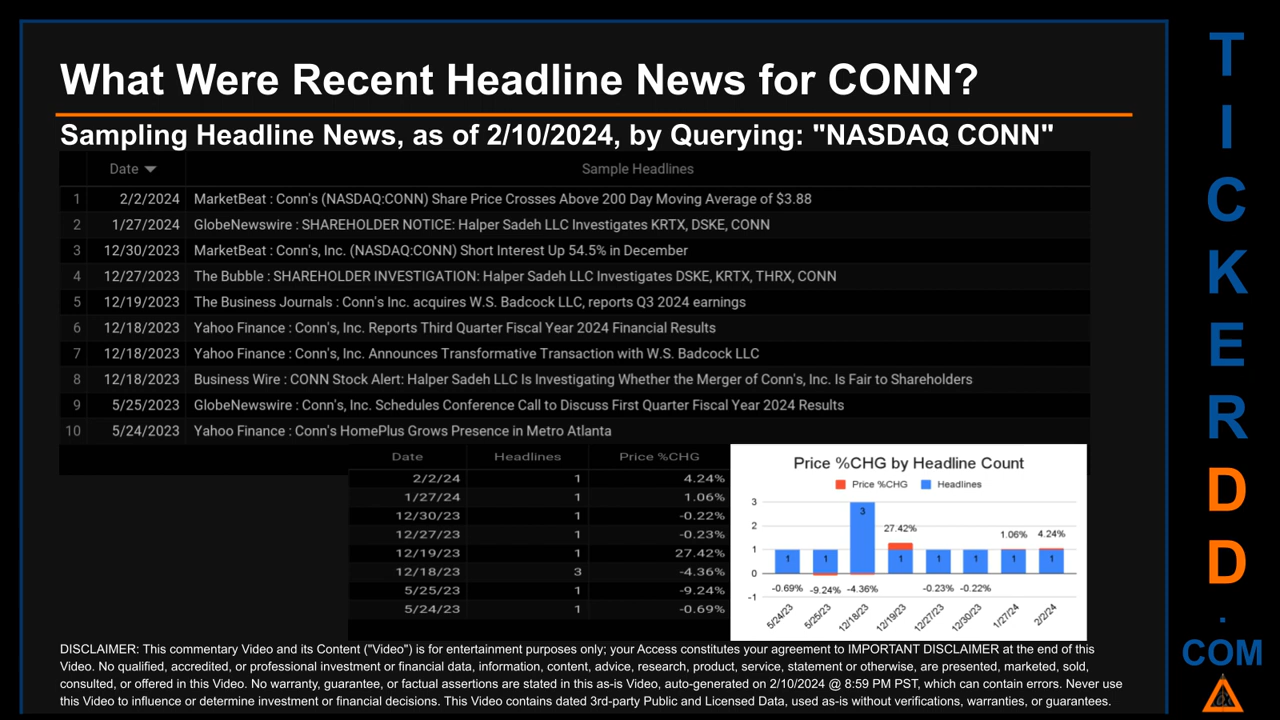 What Were Recent Headline News for CONN?
Sampling Headline News, as of 2/10/2024, by Querying: "NASDAQ CONN"
Date Sample Headlines
1 2/2/2024 MarketBeat : Conn's (NASDAQ:CONN) Share Price Crosses Above 200 Day Moving Average of $3.88
2 1/27/2024 GlobeNewswire : SHAREHOLDER NOTICE: Halper Sadeh LLC Investigates KRTX, DSKE, CONN
3 12/30/2023 MarketBeat : Conn's, Inc. (NASDAQ:CONN) Short Interest Up 54.5% in December
4 12/27/2023 The Bubble : SHAREHOLDER INVESTIGATION: Halper Sadeh LLC Investigates DSKE, KRTX, THRX, CONN
5 12/19/2023 The Business Journals : Conn's Inc. acquires W.S. Badcock LLC, reports Q3 2024 earnings
6 12/18/2023 Yahoo Finance : Conn's, Inc. Reports Third Quarter Fiscal Year 2024 Financial Results
7 12/18/2023 Yahoo Finance : Conn's, Inc. Announces Transformative Transaction with W.S. Badcock LLC
8 12/18/2023 Business Wire : CONN Stock Alert: Halper Sadeh LLC Is Investigating Whether the Merger of Conn's, Inc. Is Fair to Shareholders
9 5/25/2023 GlobeNewswire : Conn's, Inc. Schedules Conference Call to Discuss First Quarter Fiscal Year 2024 Results
10 5/24/2023 Yahoo Finance : Conn's HomePlus Grows Presence in Metro Atlanta
Date Headlines Price %CHG
2/2/24 1 4.24%
1/27/24 1 1.06%
12/30/23 1 -0.22%
12/27/23 1 -0.23%
12/19/23 1 27.42%
12/18/23 3 -4.36%
5/25/23 1 -9.24%
5/24/23 1 -0.69%
Price %CHG by Headline Count
Price %CHG Headlines
3
2
1
0
-1
1 1 3 1 1 1 1 1
-0.69% -9.24% -4.36% 27.42% -0.23% -0.22% 1.06% 4.24%
5/24/23 5/25/23 12/18/23 12/19/23 12/27/23 12/30/23 1/27/24 2/2/24
DISCLAIMER: This commentary Video and its Content ("Video") is for entertainment purposes only; your Access constitutes your agreement to IMPORTANT DISCLAIMER at the end of this
Video. No qualified, accredited, or professional investment or financial data, information, content, advice, research, product, service, statement or otherwise, are presented, marketed, sold,
consulted, or offered in this Video. No warranty, guarantee, or factual assertions are stated in this as-is Video, auto-generated on 2/10/2024 @ 8:59 PM PST, which can contain errors. Never use
this Video to influence or determine investment or financial decisions. This Video contains dated 3rd-party Public and Licensed Data, used as-is without verifications, warranties, or guarantees.
T
I
C
K
E
R
D
D
.
COM